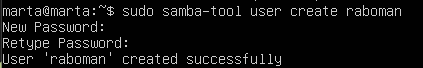 marta@marta:~$ sudo samba-tool user create raboman
New Password:
Retype Password:
User 'raboman' created successfully